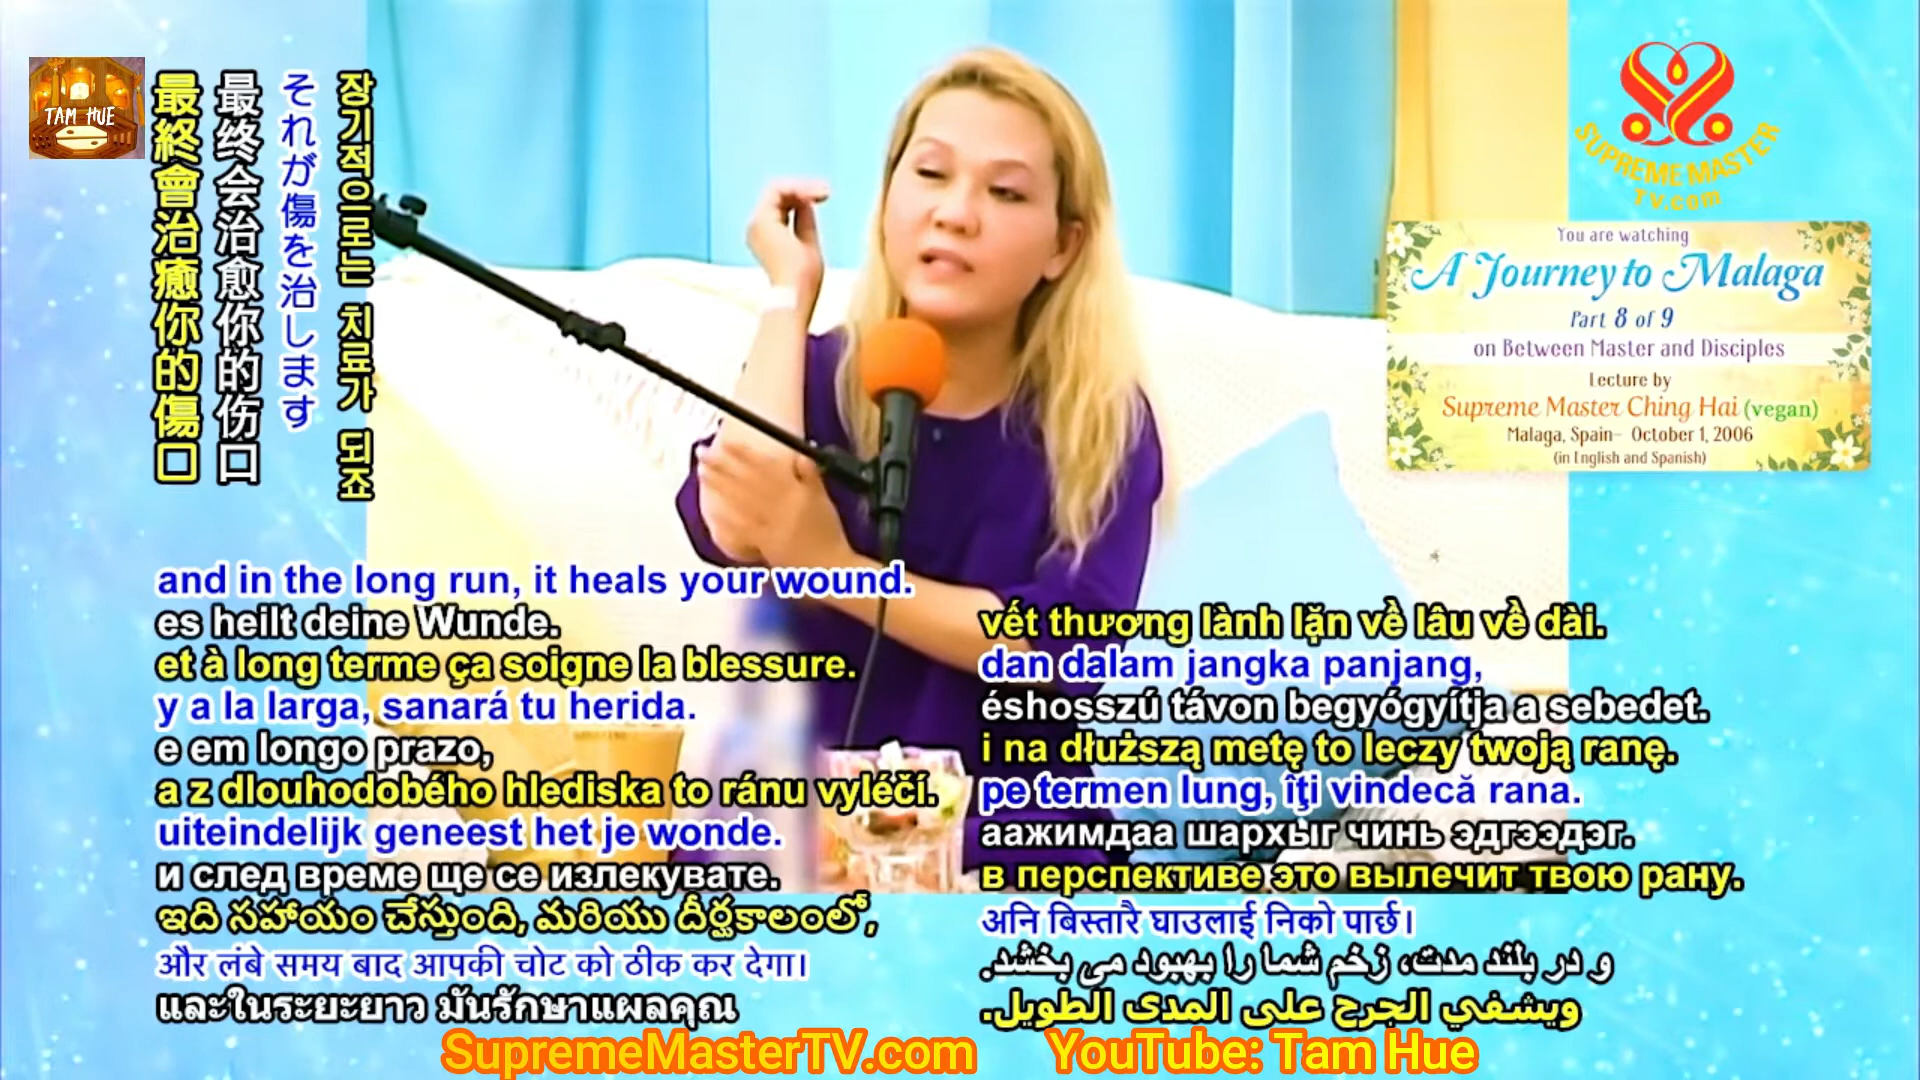 TAM HUE
最終會治癒你的傷口
最终会治愈你的伤口
それが傷を治します
장기적으로는 치료가 되죠
SUPREME MASTER
TV.com
You are watching
A Journey to Malaga
Part 8 of 9
on Between Master and Disciples
Lecture by
Supreme Master Ching Hai (vegan)
Malaga, Spain– October 1, 2006
(in English and Spanish)
and in the long run, it heals your wound.
es heilt deine Wunde.
et à long terme ça soigne la blessure.
y a la larga, sanará tu herida.
e em longo prazo,
a z dlouhodobého hlediska to ránu vyléčí.
uiteindelijk geneest het je wonde.
и след време ще се излекувате.
ఇది సహాయం చేస్తుంది, మరియు దీర్ఘకాలంలో,
और लंबे समय बाद आपकी चोट को ठीक कर देगा।
และในระยะยาว มันรักษาแผลคุณ
vết thương lành lặn về lâu về dài.
dan dalam jangka panjang,
éshosszú távon begyógyítja a sebedet.
i na dłuższą metę to leczy twoją ranę.
pe termen lung, îţi vindecă rana.
аажимдаа шархыг чинь эдгээдэг.
в перспективе это вылечит твою рану.
अनि बिस्तारै घाउलाई निको पार्छ।
و در بلند مدت، زخم شما را بهبود می بخشد.
ويشفي الجرح على المدى الطويل.
SupremeMasterTV.com YouTube: Tam Hue